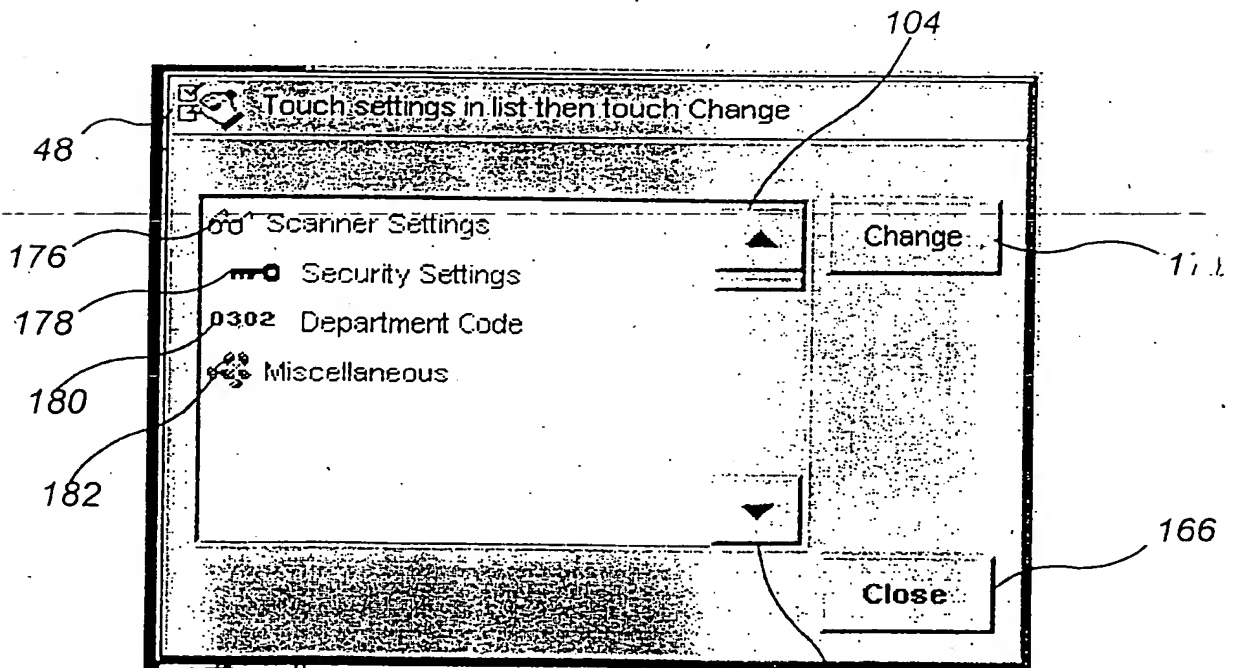 104
Touch settings in list then touch Change
48
Scanner Settings
Change
176
Security Settings
178
0302 Department Code
180
Miscellaneous
182
166
Close